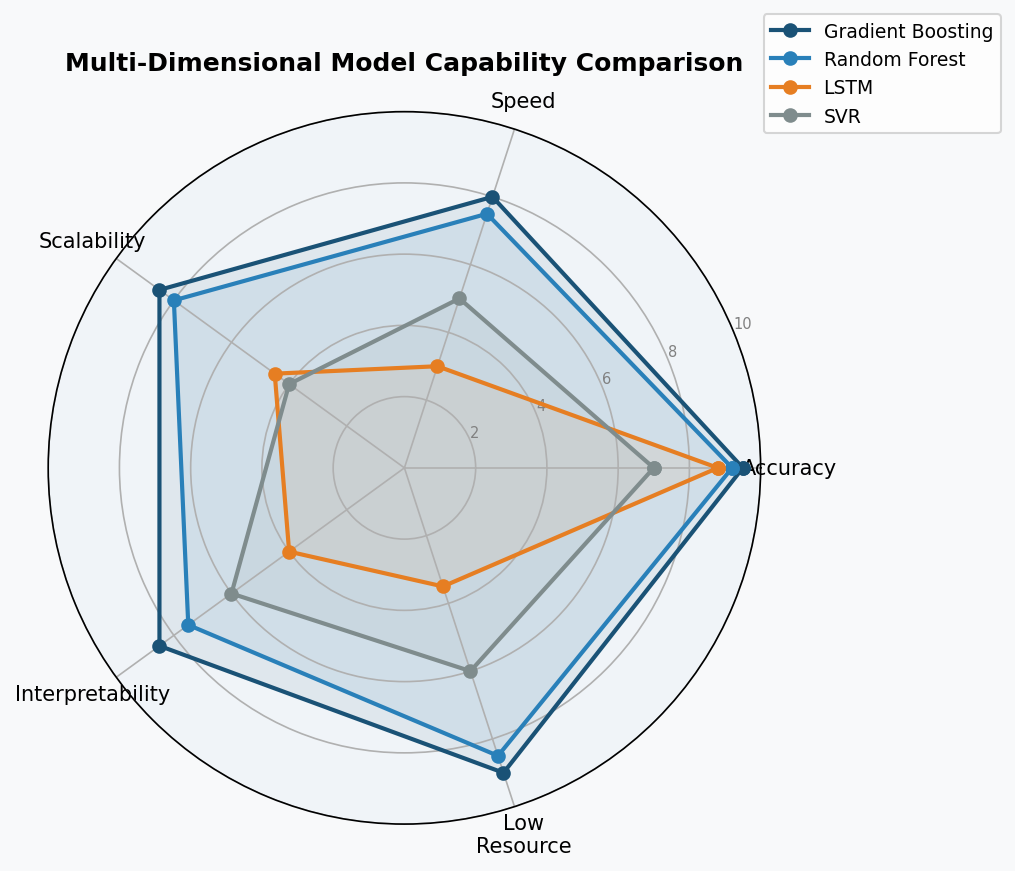 Multi-Dimensional Model Capability Comparison
Gradient Boosting
Random Forest
LSTM
SVR
Speed
Scalability
10
8
6
4
2
Accuracy
Interpretability
Low
Resource